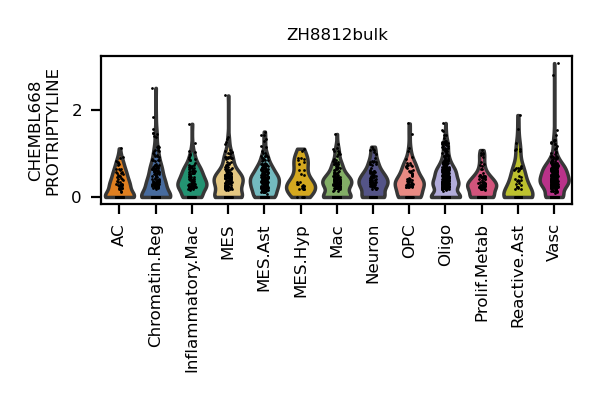 ZH8812bulk
CHEMBL668
PROTRIPTYLINE
2
0
AC
Chromatin.Reg
Inflammatory.Mac
MES
MES.Ast
MES.Hyp
Mac
Neuron
OPC
Oligo
Prolif.Metab
Reactive.Ast
Vasc